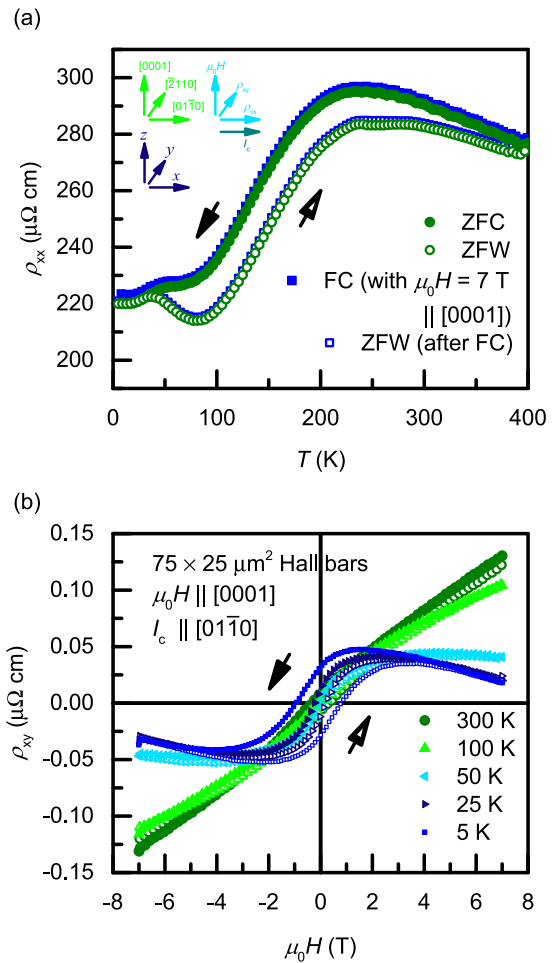 (a)
[0001]
[2̄110]
[011̄0]
μ₀H
ρxy
ρxx
Ic
z
y
x
300
280
260
240
220
200
ρxx (μΩ cm)
ZFC
ZFW
FC (with μ₀H = 7 T
|| [0001])
ZFW (after FC)
0 100 200 300 400
T (K)
(b)
0.15
0.10
0.05
0.00
−0.05
−0.10
−0.15
ρxy (μΩ cm)
75 × 25 μm² Hall bars
μ₀H || [0001]
Ic || [011̄0]
300 K
100 K
50 K
25 K
5 K
−8 −6 −4 −2 0 2 4 6 8
μ₀H (T)